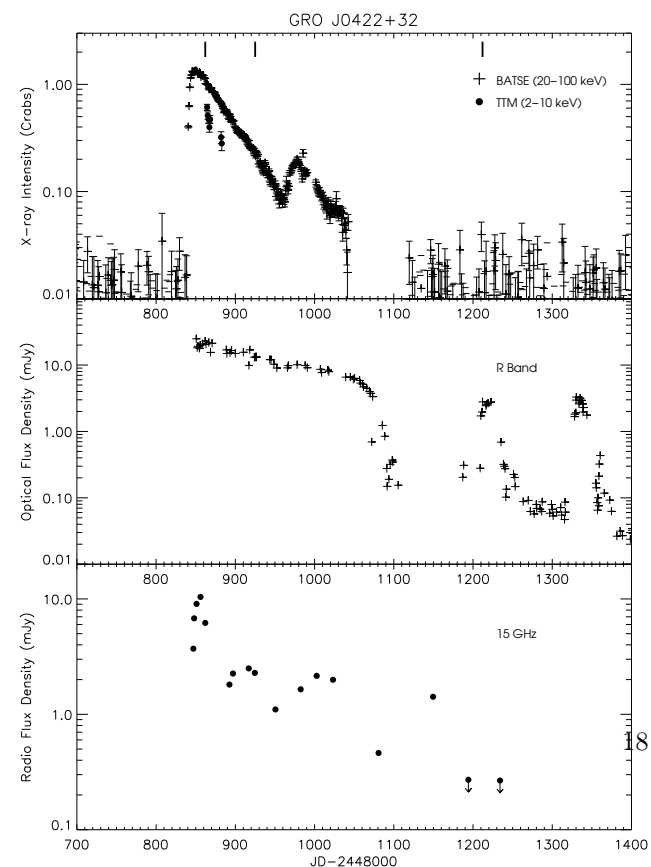 GRO J0422+32
X-ray Intensity (Crabs)
1.00
0.10
0.01
BATSE (20-100 keV)
TTM (2-10 keV)
800 900 1000 1100 1200 1300
Optical Flux Density (mJy)
10.0
1.00
0.10
0.01
R Band
800 900 1000 1100 1200 1300
Radio Flux Density (mJy)
10.0
1.0
0.1
15 GHz
18
700 800 900 1000 1100 1200 1300 1400
JD-2448000